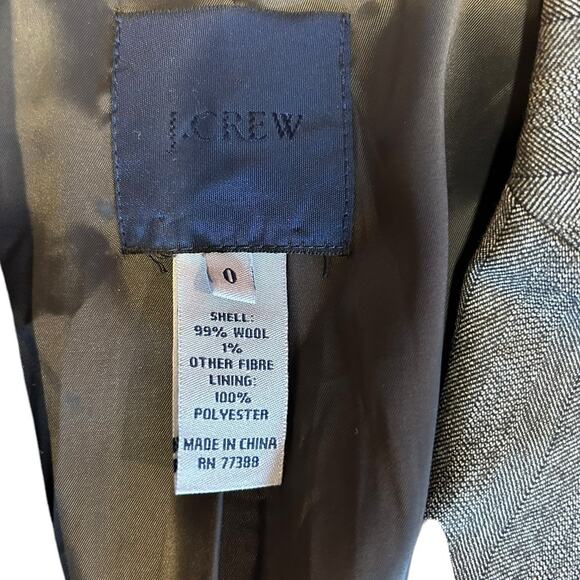 J.CREW
0
SHELL:
99% WOOL
1%
OTHER FIBRE
LINING:
100%
POLYESTER
MADE IN CHINA
RN 77388